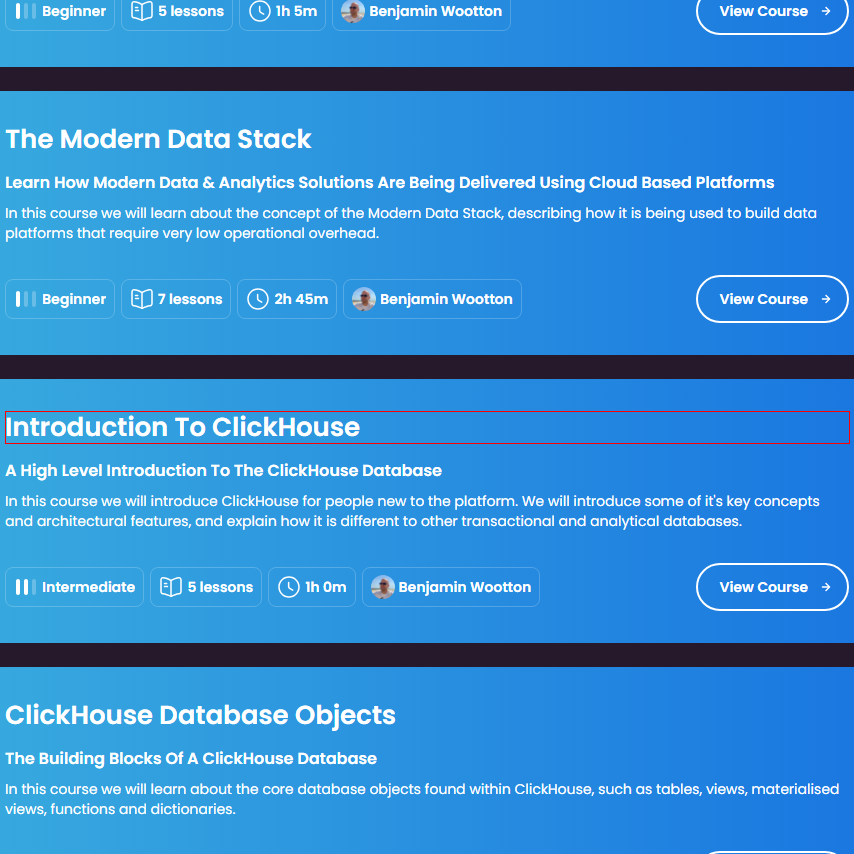 Beginner
5 lessons
1h 5m
Benjamin Wootton
View Course
The Modern Data Stack
Learn How Modern Data & Analytics Solutions Are Being Delivered Using Cloud Based Platforms
In this course we will learn about the concept of the Modern Data Stack, describing how it is being used to build data
platforms that require very low operational overhead.
Beginner
7 lessons
2h 45m
Benjamin Wootton
View Course
Introduction To ClickHouse
A High Level Introduction To The ClickHouse Database
In this course we will introduce ClickHouse for people new to the platform. We will introduce some of it's key concepts
and architectural features, and explain how it is different to other transactional and analytical databases.
Intermediate
5 lessons
1h 0m
Benjamin Wootton
View Course
ClickHouse Database Objects
The Building Blocks Of A ClickHouse Database
In this course we will learn about the core database objects found within ClickHouse, such as tables, views, materialised
views, functions and dictionaries.